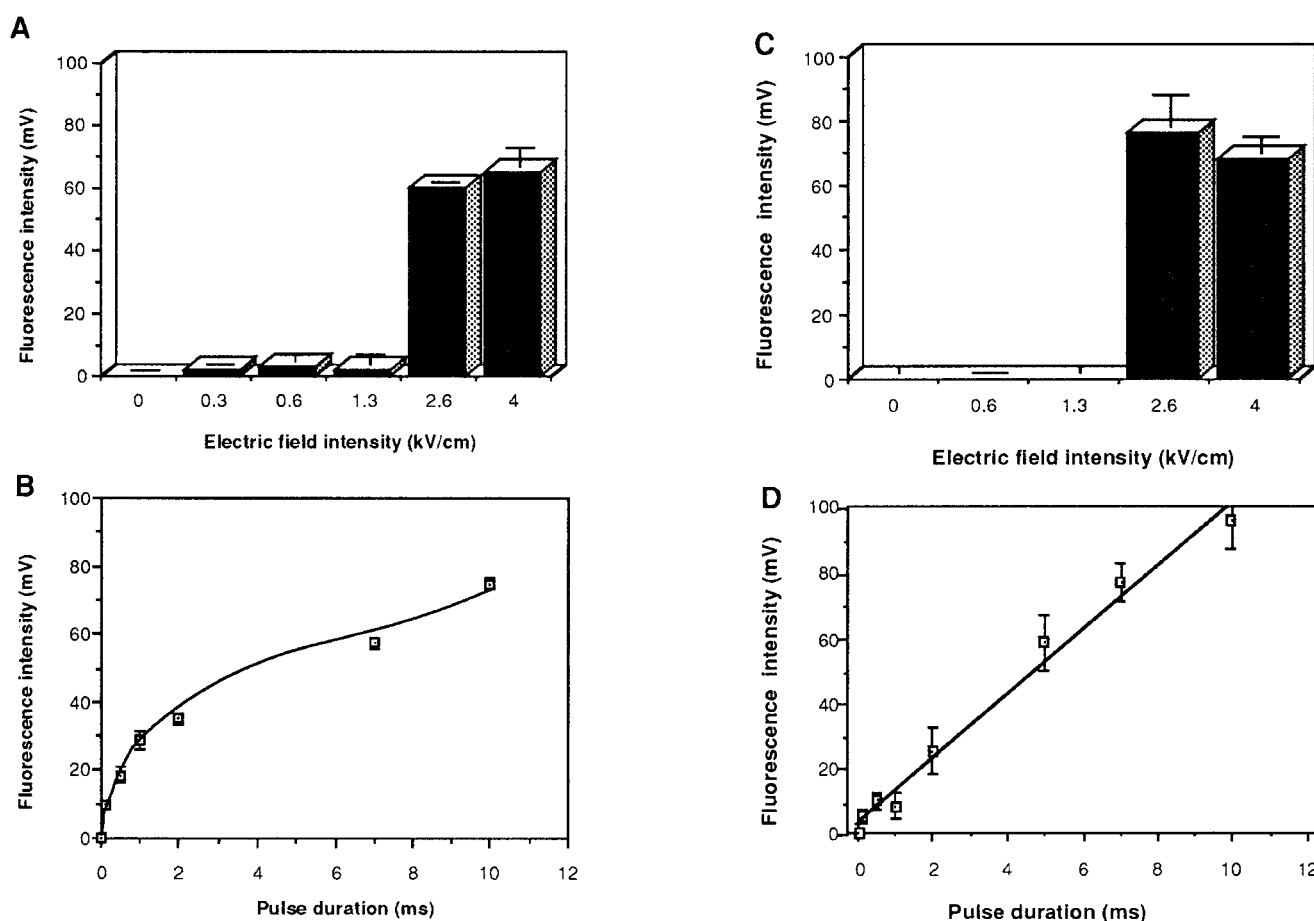 A
Fluorescence intensity (mV)
100
80
60
40
20
0
0 0.3 0.6 1.3 2.6 4
Electric field intensity (kV/cm)
C
Fluorescence intensity (mV)
100
80
60
40
20
0
0 0.6 1.3 2.6 4
Electric field intensity (kV/cm)
B
Fluorescence intensity (mV)
100
80
60
40
20
0
0 2 4 6 8 10 12
Pulse duration (ms)
D
Fluorescence intensity (mV)
100
80
60
40
20
0
0 2 4 6 8 10 12
Pulse duration (ms)